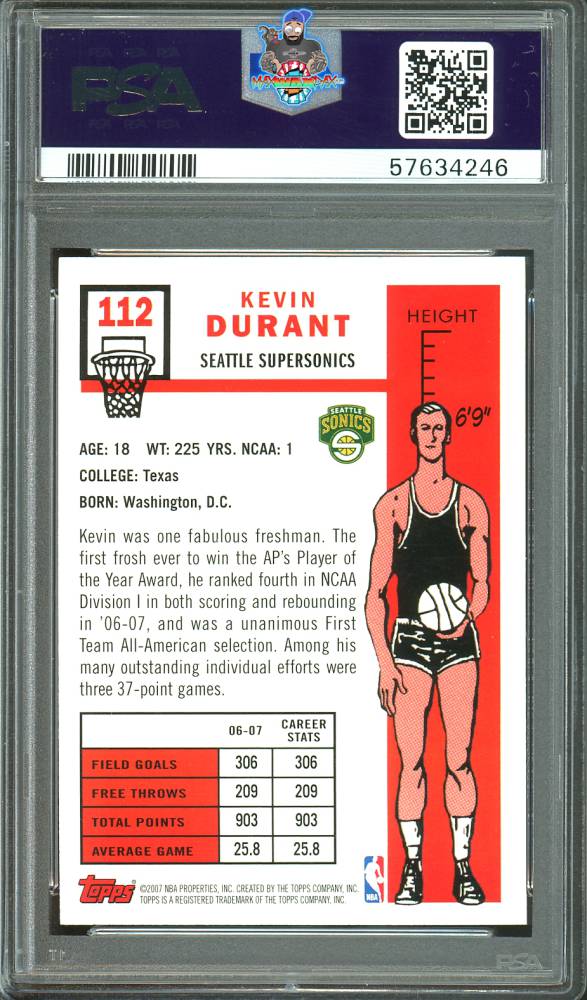 PSA
57634246
112
KEVIN
DURANT
SEATTLE SUPERSONICS
HEIGHT
6'9"
SEATTLE
SONICS
AGE: 18 WT: 225 YRS. NCAA: 1
COLLEGE: Texas
BORN: Washington, D.C.
Kevin was one fabulous freshman. The
first frosh ever to win the AP's Player of
the Year Award, he ranked fourth in NCAA
Division I in both scoring and rebounding
in '06-07, and was a unanimous First
Team All-American selection. Among his
many outstanding individual efforts were
three 37-point games.
06-07 CAREER STATS
FIELD GOALS 306 306
FREE THROWS 209 209
TOTAL POINTS 903 903
AVERAGE GAME 25.8 25.8
Topps
©2007 NBA PROPERTIES, INC. CREATED BY THE TOPPS COMPANY, INC.
TOPPS IS A REGISTERED TRADEMARK OF THE TOPPS COMPANY, INC.
NBA
PSA